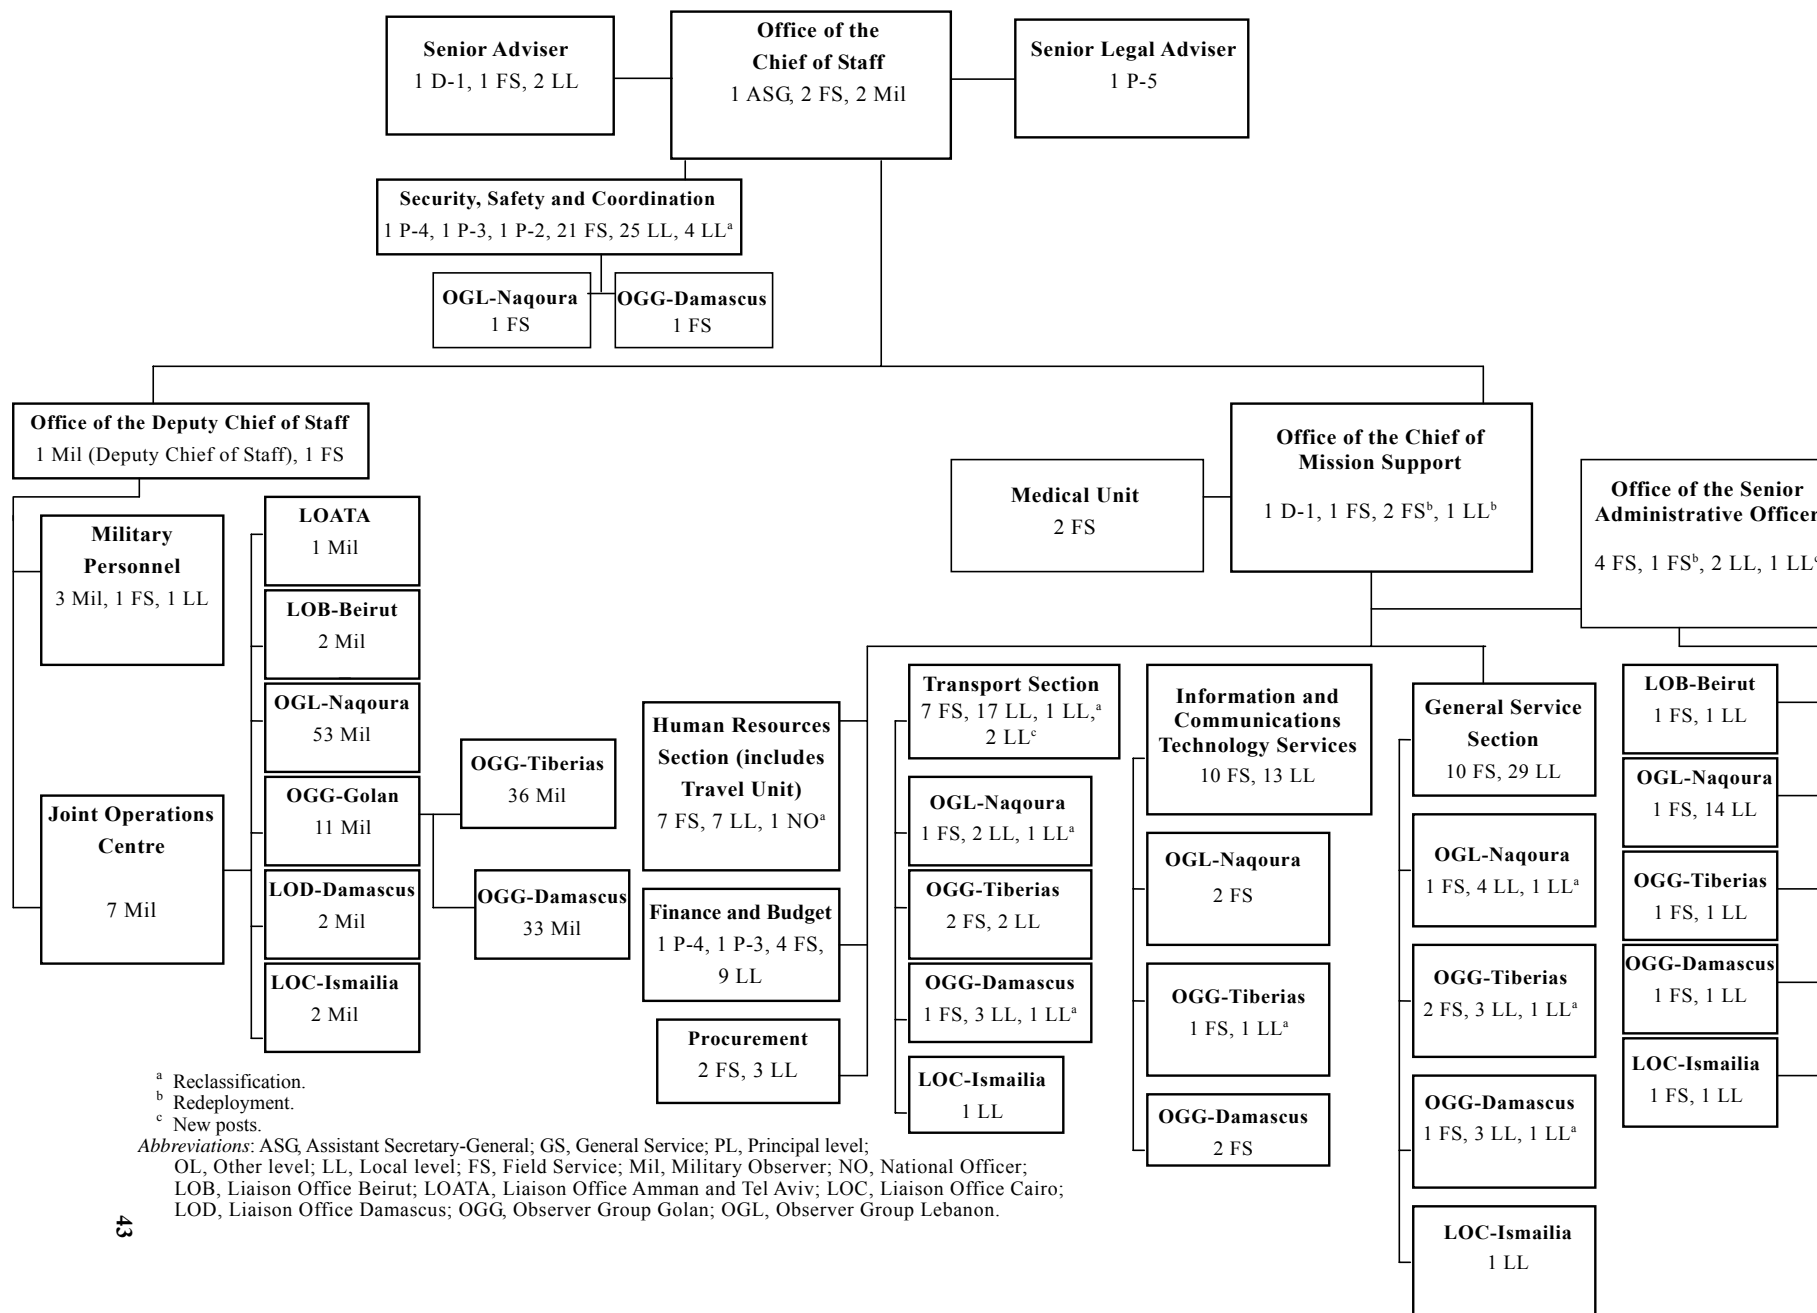 Senior Adviser
1 D-1, 1 FS, 2 LL
Office of the
Chief of Staff
1 ASG, 2 FS, 2 Mil
Senior Legal Adviser
1 P-5
Security, Safety and Coordination
1 P-4, 1 P-3, 1 P-2, 21 FS, 25 LL, 4 LLᵃ
OGL-Naqoura
1 FS
OGG-Damascus
1 FS
Office of the Deputy Chief of Staff
1 Mil (Deputy Chief of Staff), 1 FS
Military
Personnel
3 Mil, 1 FS, 1 LL
Joint Operations
Centre
7 Mil
LOATA
1 Mil
LOB-Beirut
2 Mil
OGL-Naqoura
53 Mil
OGG-Golan
11 Mil
LOD-Damascus
2 Mil
LOC-Ismailia
2 Mil
OGG-Tiberias
36 Mil
OGG-Damascus
33 Mil
Medical Unit
2 FS
Office of the Chief of
Mission Support
1 D-1, 1 FS, 2 FSᵇ, 1 LLᵇ
Office of the Senior
Administrative Officer
4 FS, 1 FSᵇ, 2 LL, 1 LLᶜ
Human Resources
Section (includes
Travel Unit)
7 FS, 7 LL, 1 NOᵃ
Finance and Budget
1 P-4, 1 P-3, 4 FS,
9 LL
Procurement
2 FS, 3 LL
Transport Section
7 FS, 17 LL, 1 LL,ᵃ
2 LLᶜ
OGL-Naqoura
1 FS, 2 LL, 1 LLᵃ
OGG-Tiberias
2 FS, 2 LL
OGG-Damascus
1 FS, 3 LL, 1 LLᵃ
LOC-Ismailia
1 LL
Information and
Communications
Technology Services
10 FS, 13 LL
OGL-Naqoura
2 FS
OGG-Tiberias
1 FS, 1 LLᵃ
OGG-Damascus
2 FS
General Service
Section
10 FS, 29 LL
OGL-Naqoura
1 FS, 4 LL, 1 LLᵃ
OGG-Tiberias
2 FS, 3 LL, 1 LLᵃ
OGG-Damascus
1 FS, 3 LL, 1 LLᵃ
LOC-Ismailia
1 LL
LOB-Beirut
1 FS, 1 LL
OGL-Naqoura
1 FS, 14 LL
OGG-Tiberias
1 FS, 1 LL
OGG-Damascus
1 FS, 1 LL
LOC-Ismailia
1 FS, 1 LL
ᵃ Reclassification.
ᵇ Redeployment.
ᶜ New posts.
Abbreviations: ASG, Assistant Secretary-General; GS, General Service; PL, Principal level;
OL, Other level; LL, Local level; FS, Field Service; Mil, Military Observer; NO, National Officer;
LOB, Liaison Office Beirut; LOATA, Liaison Office Amman and Tel Aviv; LOC, Liaison Office Cairo;
LOD, Liaison Office Damascus; OGG, Observer Group Golan; OGL, Observer Group Lebanon.
43